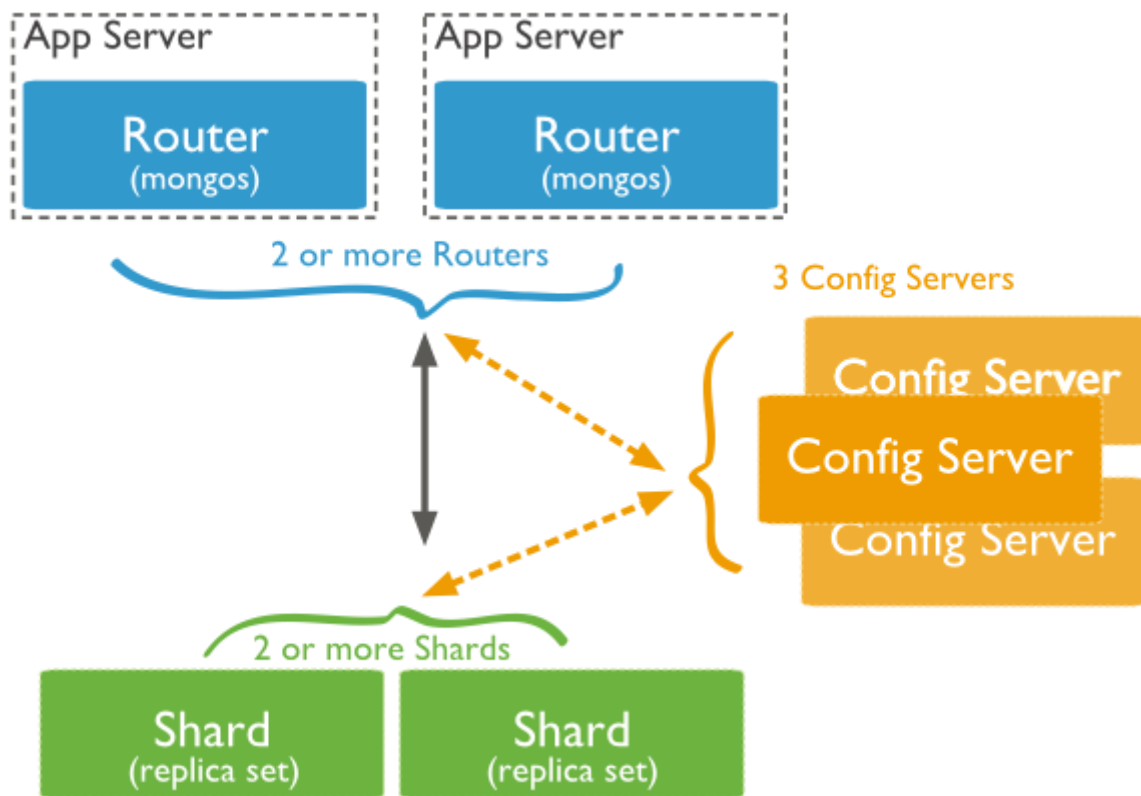 App Server
Router
(mongos)
App Server
Router
(mongos)
2 or more Routers
3 Config Servers
Config Server
Config Server
Config Server
2 or more Shards
Shard
(replica set)
Shard
(replica set)